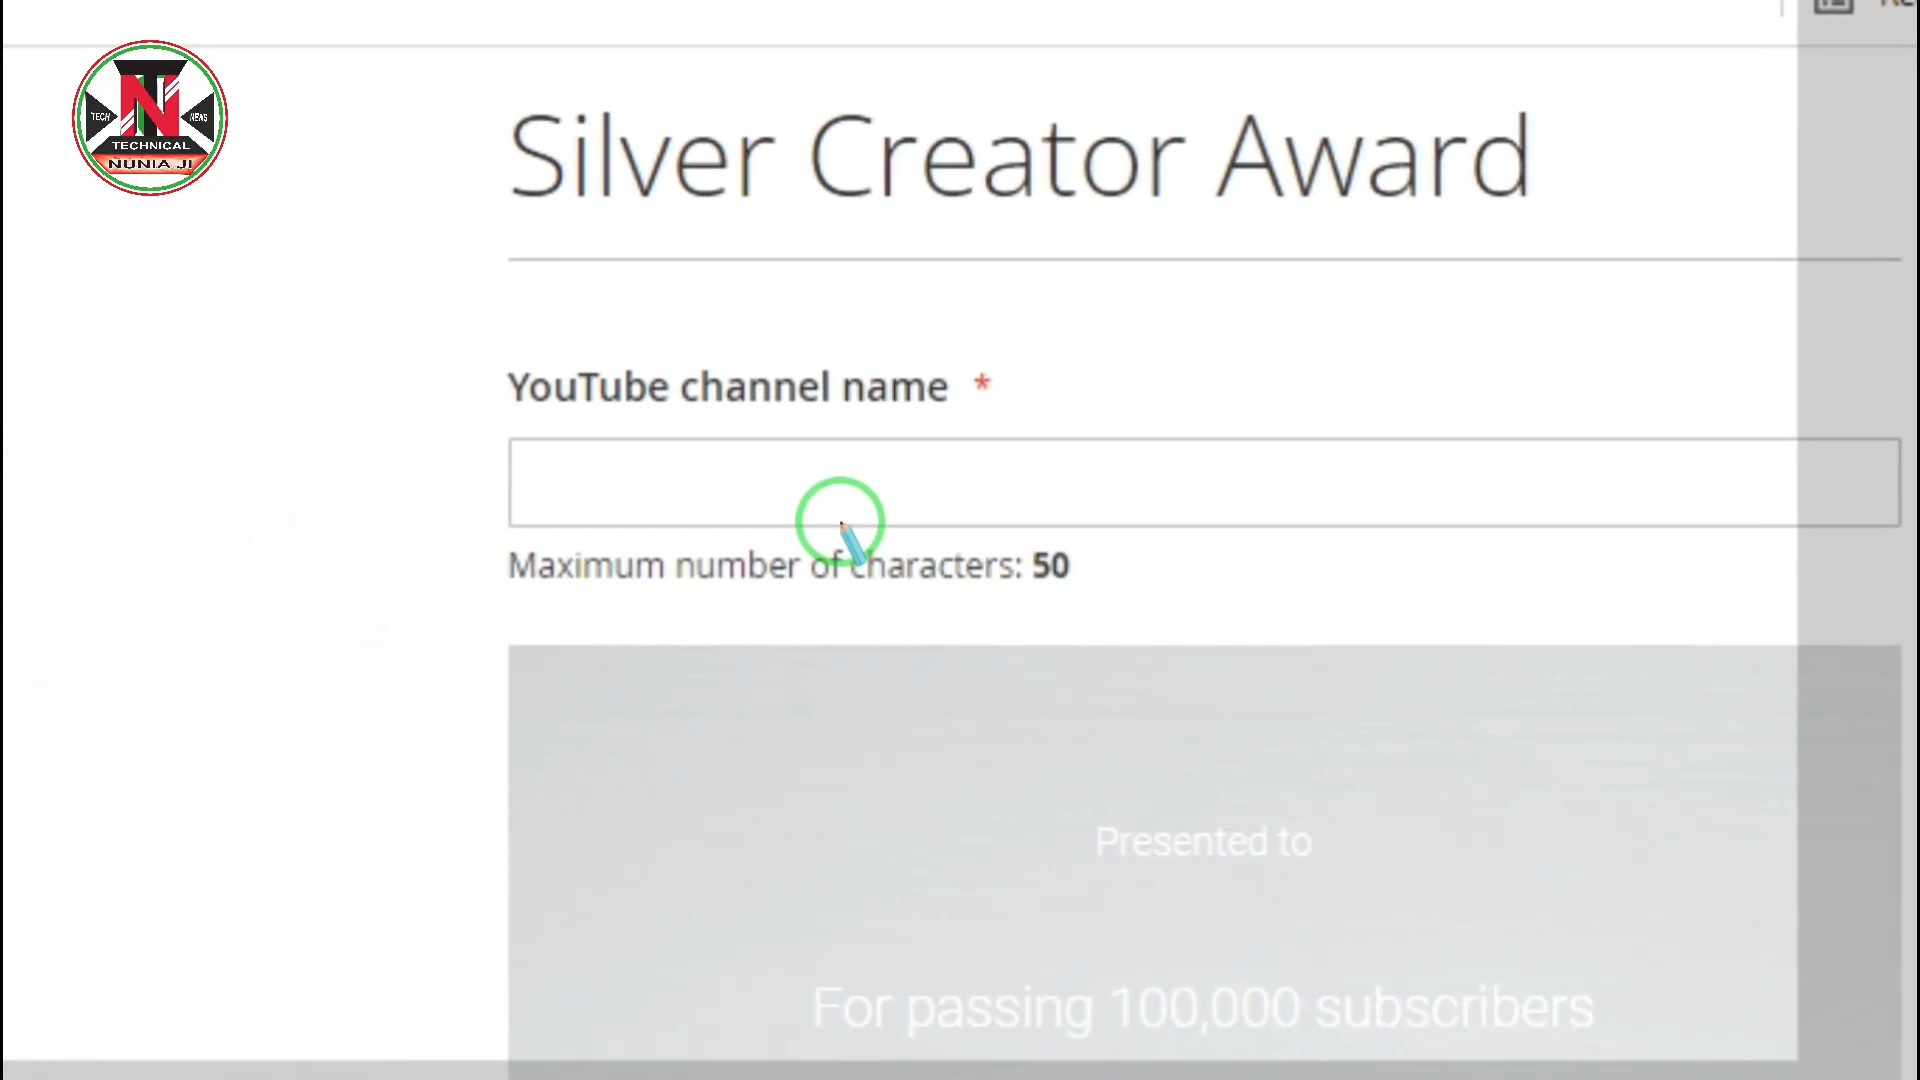 TECH
NEWS
TECHNICAL
NUNIA JI
Silver Creator Award
YouTube channel name *
Maximum number of characters: 50
Presented to
For passing 100,000 subscribers